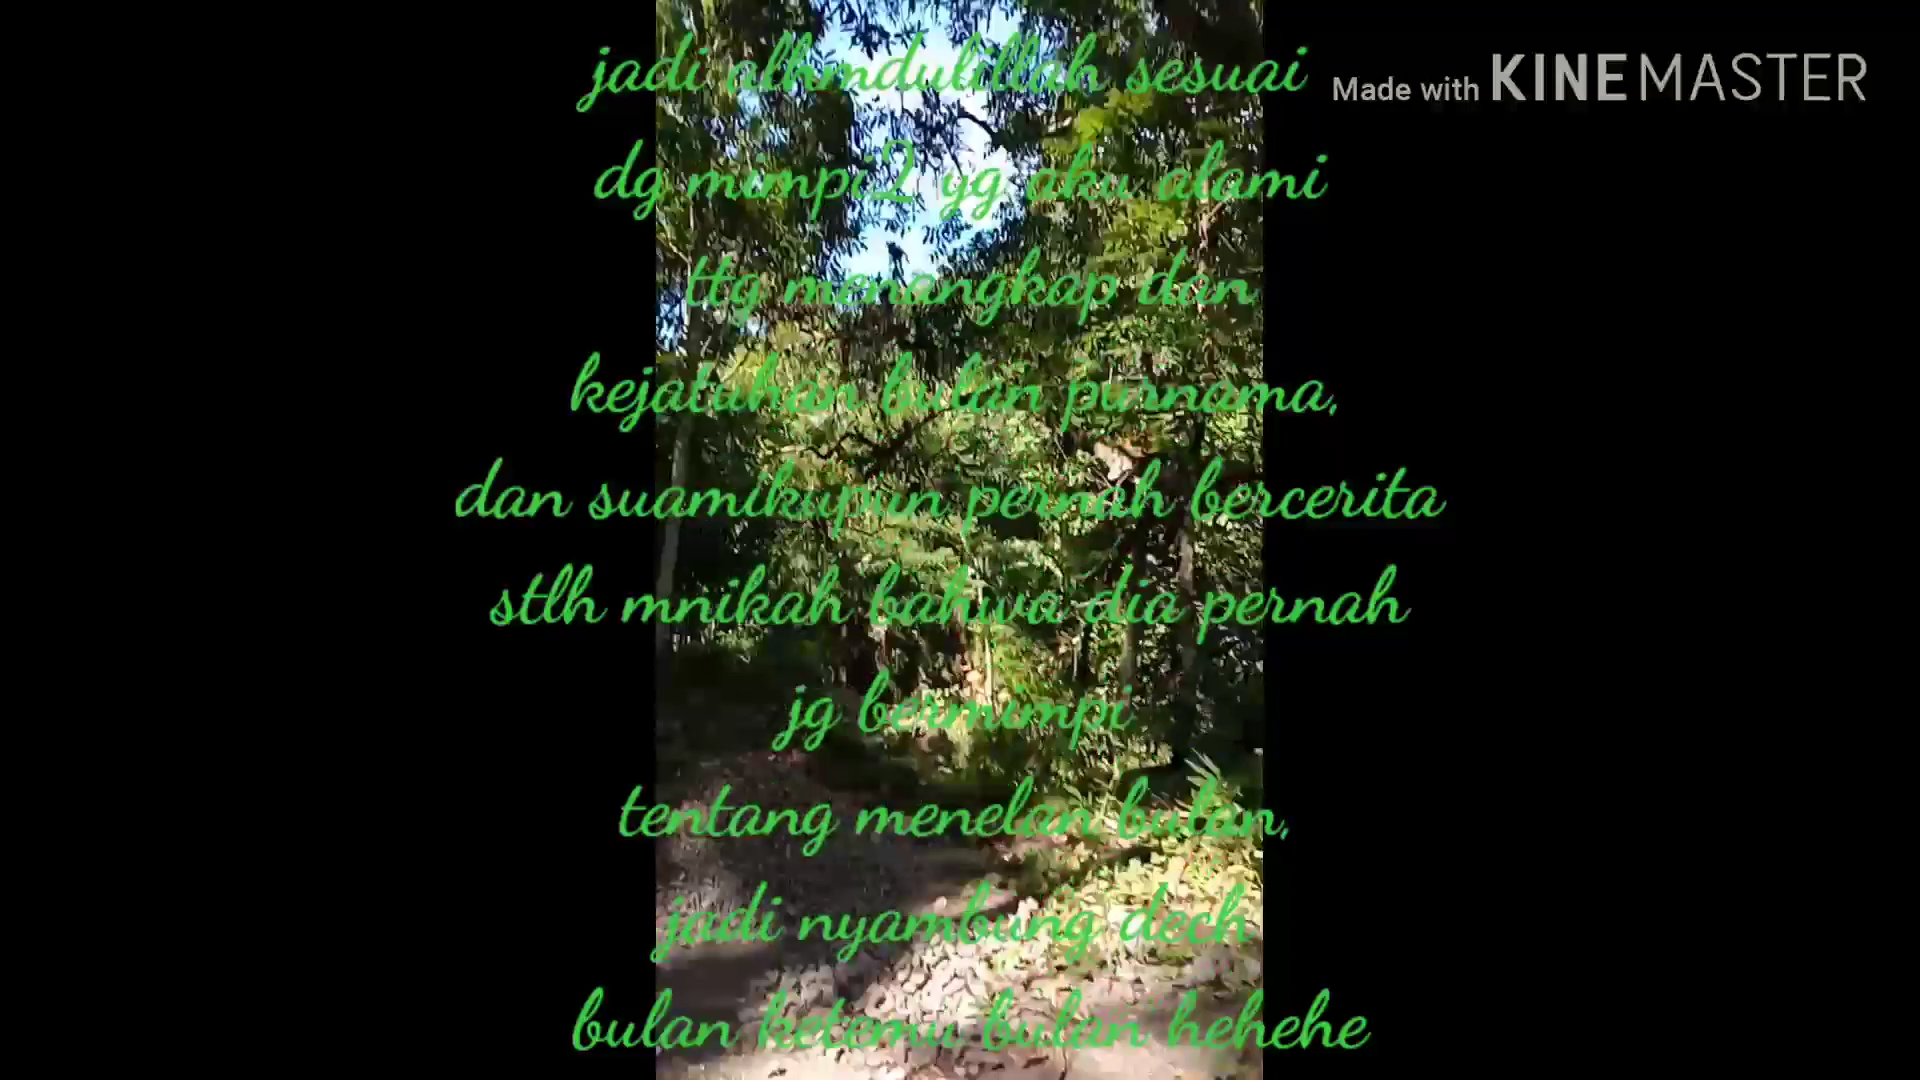 jadi alhmdulillah sesuai
Made with KINEMASTER
dg mimpi2 yg aku alami
ttg menangkap dan
kejatuhan bulan purnama,
dan suamikupun pernah bercerita
stlh mnikah bahwa dia pernah
jg bermimpi
tentang menelan bulan,
jadi nyambung dech
bulan ketemu bulan hehehe